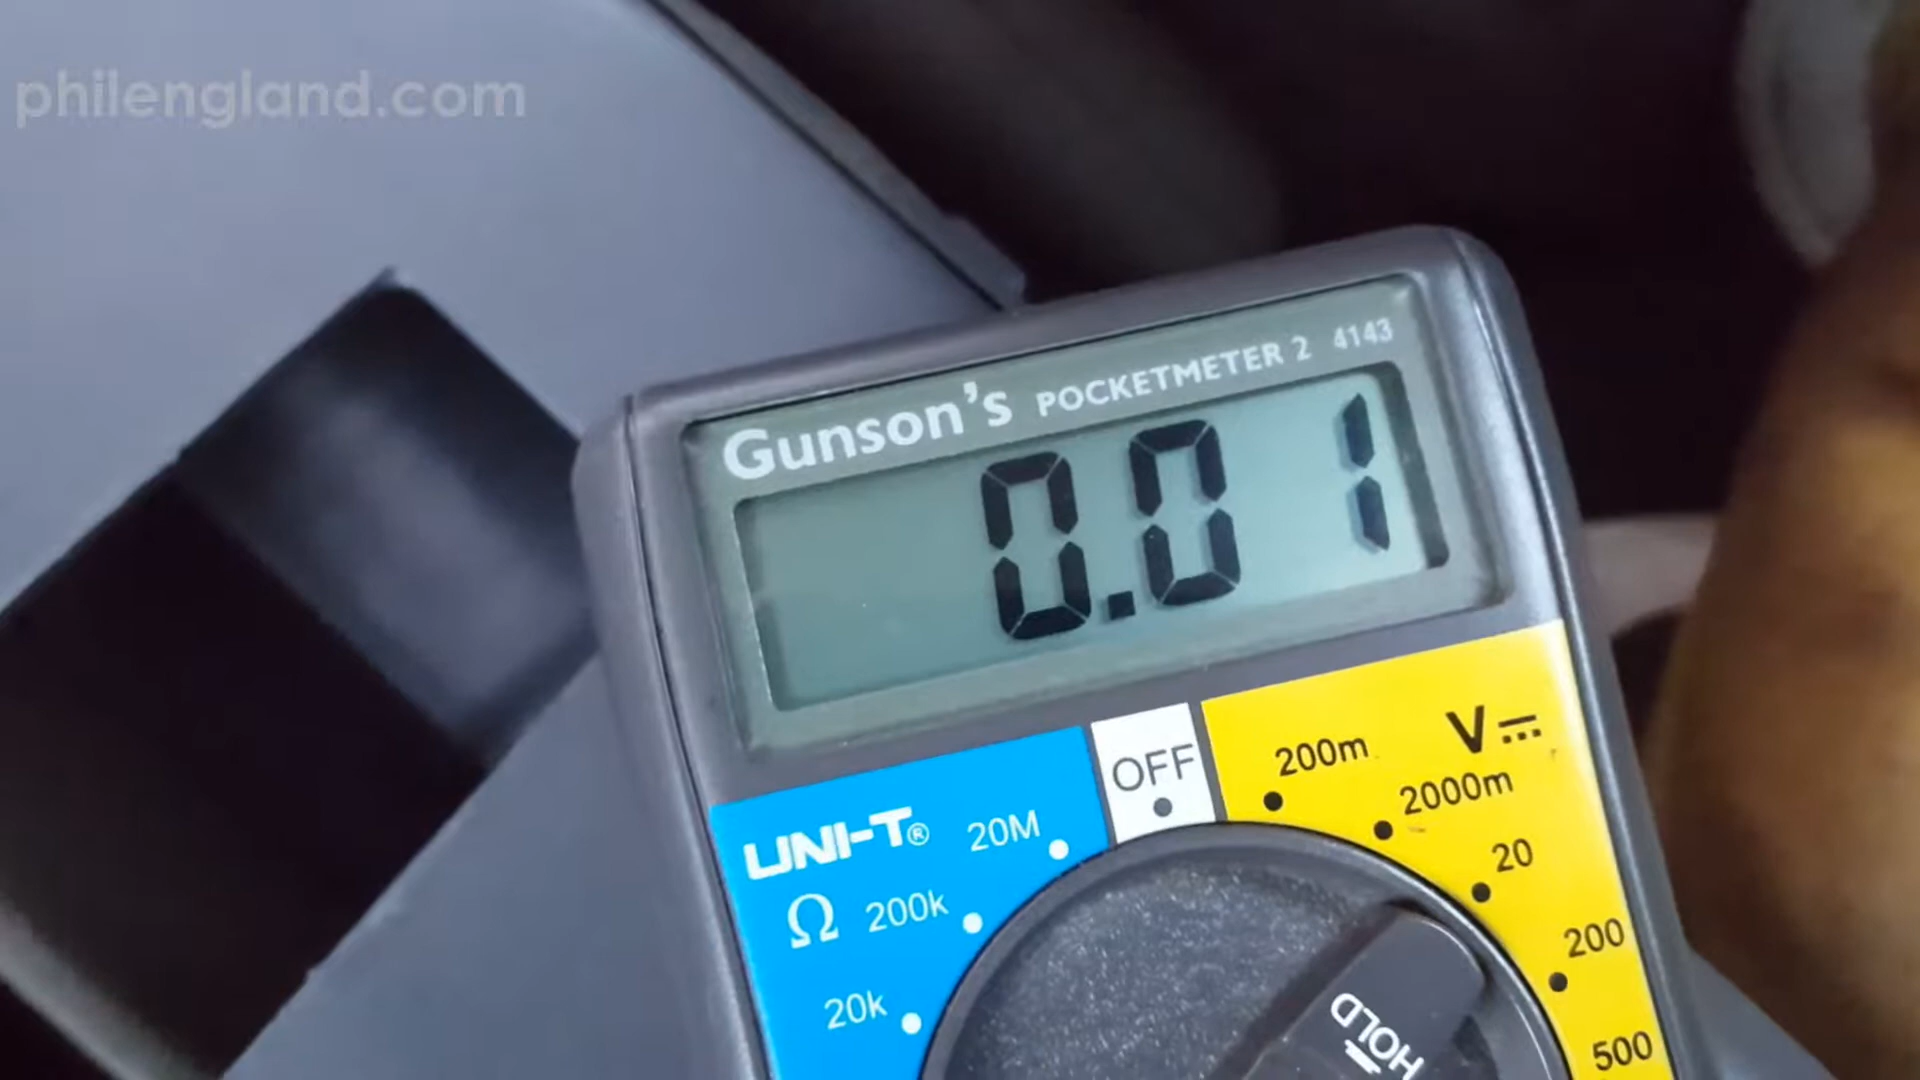 philengland.com
Gunson's POCKETMETER 2 4143
0.01
OFF
V
200m
2000m
20
200
500
UNI-T®
20M
Ω 200k
20k
HOLD